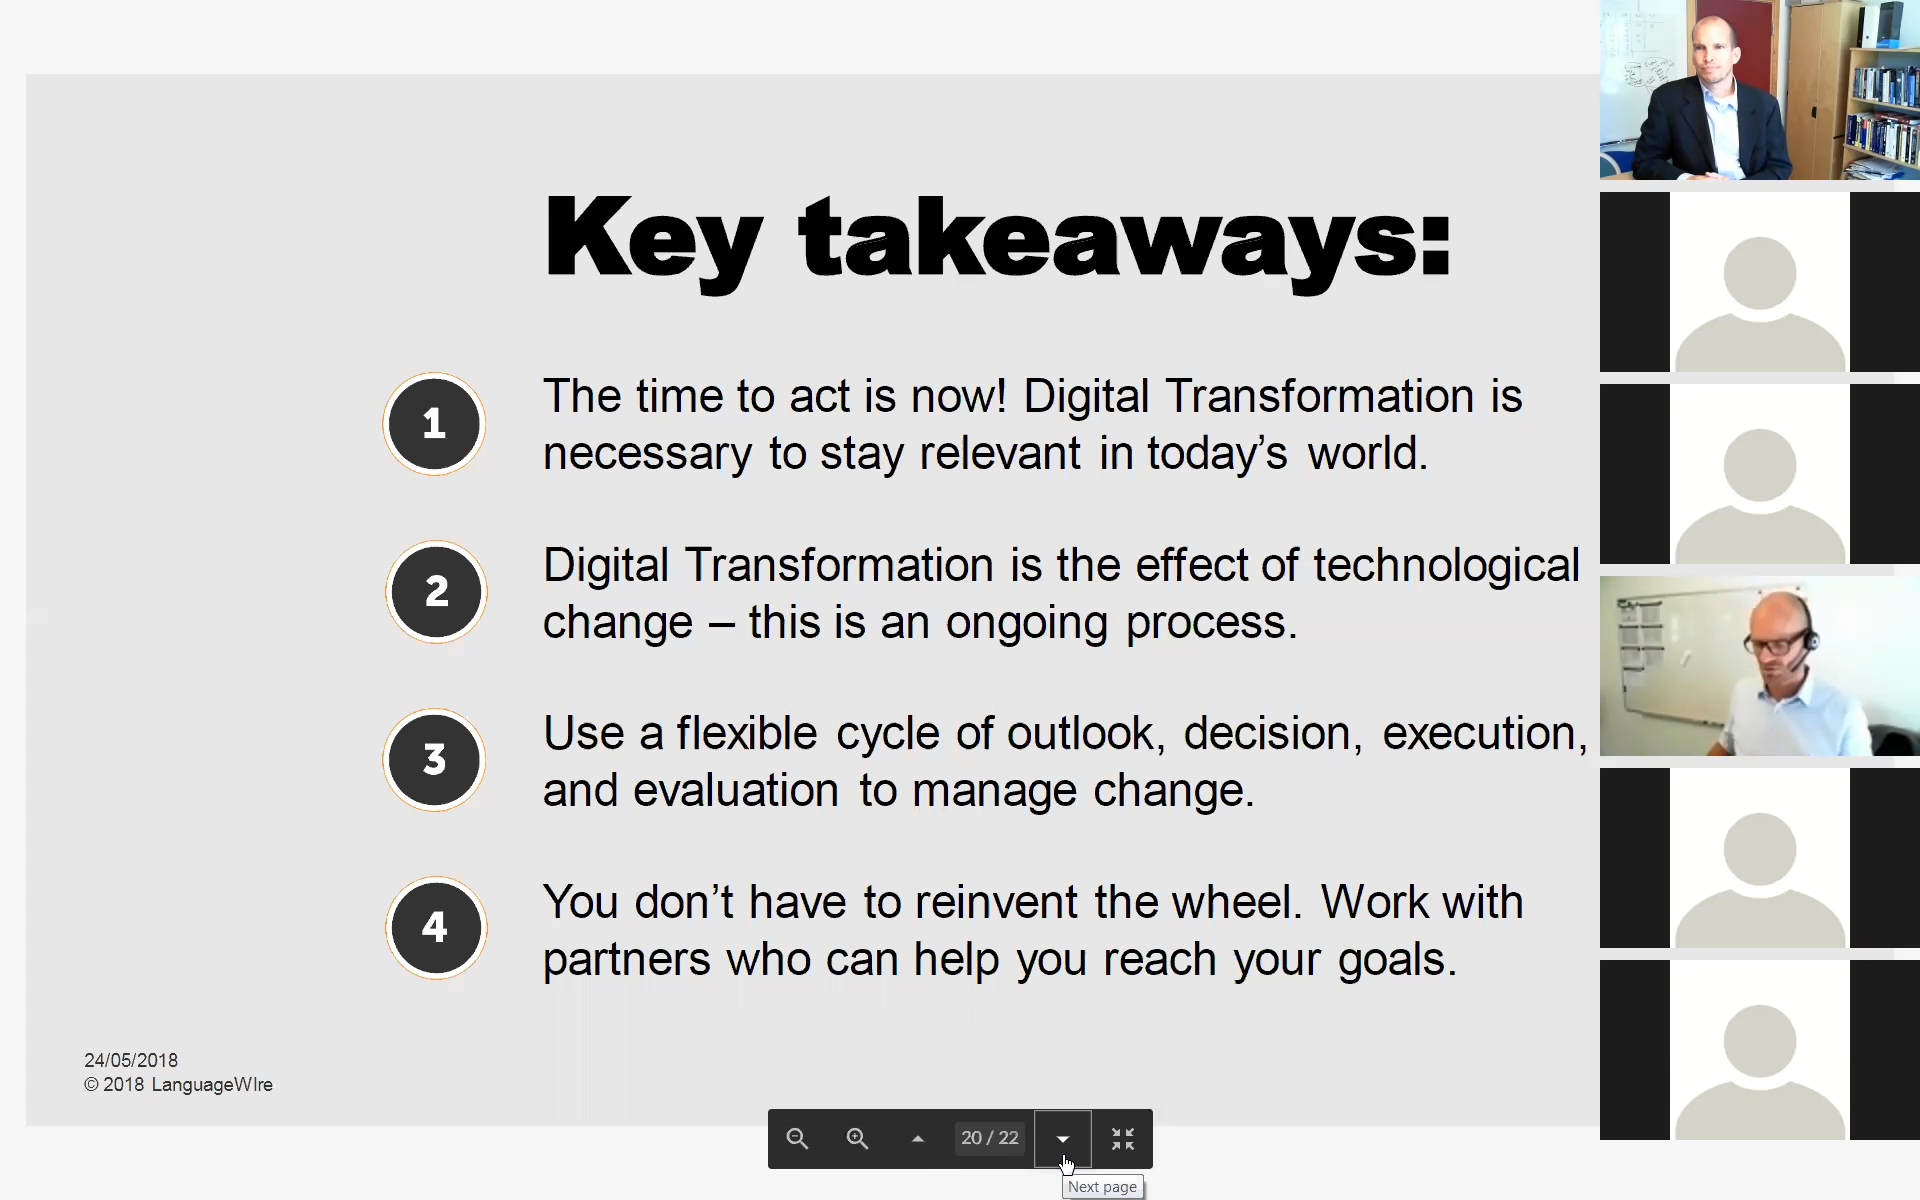 Key takeaways:
1
The time to act is now! Digital Transformation is
necessary to stay relevant in today’s world.
2
Digital Transformation is the effect of technological
change – this is an ongoing process.
3
Use a flexible cycle of outlook, decision, execution,
and evaluation to manage change.
4
You don’t have to reinvent the wheel. Work with
partners who can help you reach your goals.
24/05/2018
© 2018 LanguageWIre
20 / 22
Next page